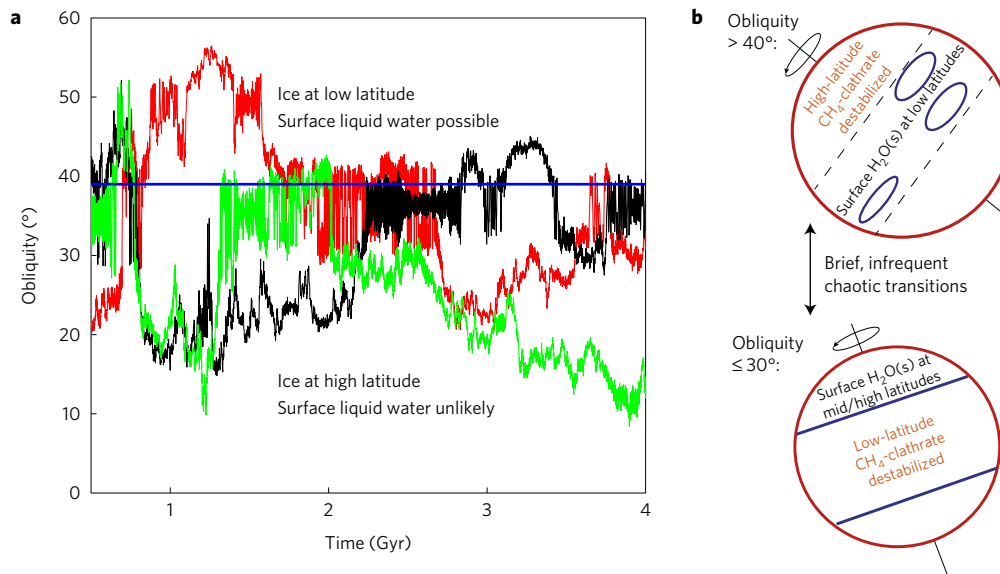 a
60
50
40
30
20
10
0
Obliquity (°)
1
2
3
4
Time (Gyr)
Ice at low latitude
Surface liquid water possible
Ice at high latitude
Surface liquid water unlikely
b
Obliquity
> 40°:
High-latitude
CH₄-clathrate
destabilized
Surface H₂O(s) at low latitudes
Brief, infrequent
chaotic transitions
Obliquity
≤ 30°:
Surface H₂O(s) at
mid/high latitudes
Low-latitude
CH₄-clathrate
destabilized